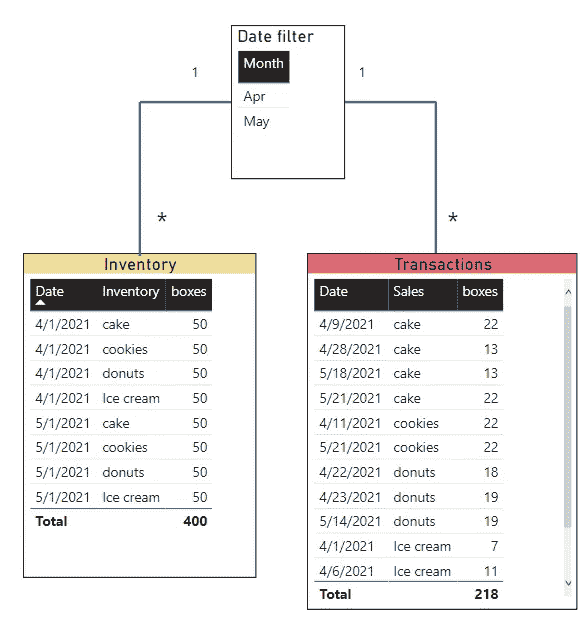 Date filter
Month
Apr
May
1
1
*
*
Inventory
Date Inventory boxes
4/1/2021 cake 50
4/1/2021 cookies 50
4/1/2021 donuts 50
4/1/2021 Ice cream 50
5/1/2021 cake 50
5/1/2021 cookies 50
5/1/2021 donuts 50
5/1/2021 Ice cream 50
Total 400
Transactions
Date Sales boxes
4/9/2021 cake 22
4/28/2021 cake 13
5/18/2021 cake 13
5/21/2021 cake 22
4/11/2021 cookies 22
5/21/2021 cookies 22
4/22/2021 donuts 18
4/23/2021 donuts 19
5/14/2021 donuts 19
4/1/2021 Ice cream 7
4/6/2021 Ice cream 11
Total 218